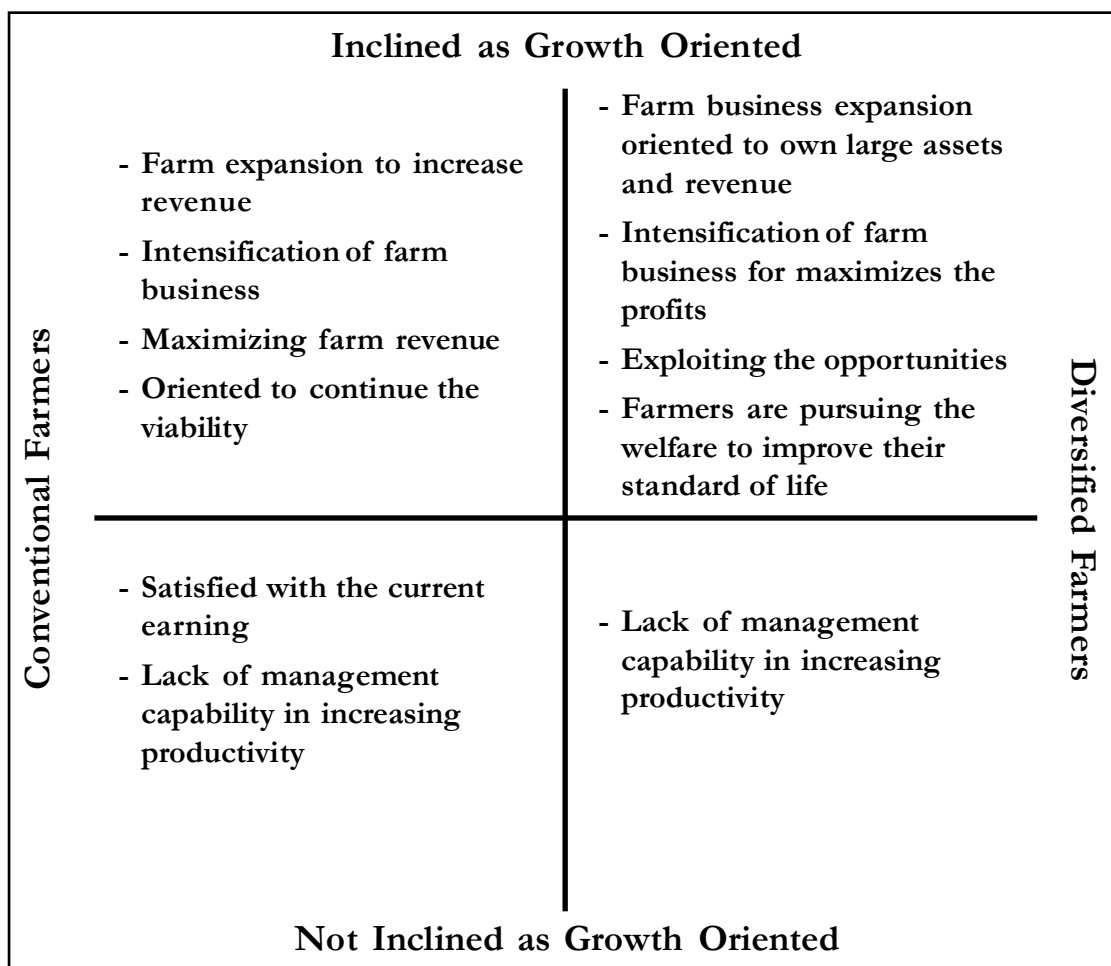 Inclined as Growth Oriented
Conventional Farmers
- Farm expansion to increase
revenue
- Intensification of farm
business
- Maximizing farm revenue
- Oriented to continue the
viability
- Farm business expansion
oriented to own large assets
and revenue
- Intensification of farm
business for maximizes the
profits
- Exploiting the opportunities
- Farmers are pursuing the
welfare to improve their
standard of life
Diversified Farmers
- Satisfied with the current
earning
- Lack of management
capability in increasing
productivity
- Lack of management
capability in increasing
productivity
Not Inclined as Growth Oriented